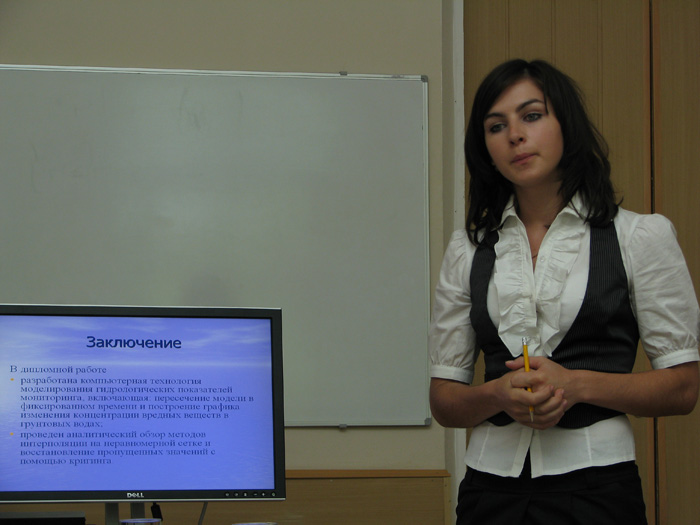 Заключение
В дипломной работе
• разработана компьютерная технология
моделирования гидрологических показателей
мониторинга, включающая: пересечение модели в
фиксированном времени и построение графика
изменения концентрации вредных веществ в
грунтовых водах;
• проведен аналитический обзор методов
интерполяции на неравномерной сетке и
восстановление пропущенных значений с
помощью кригинга
DELL